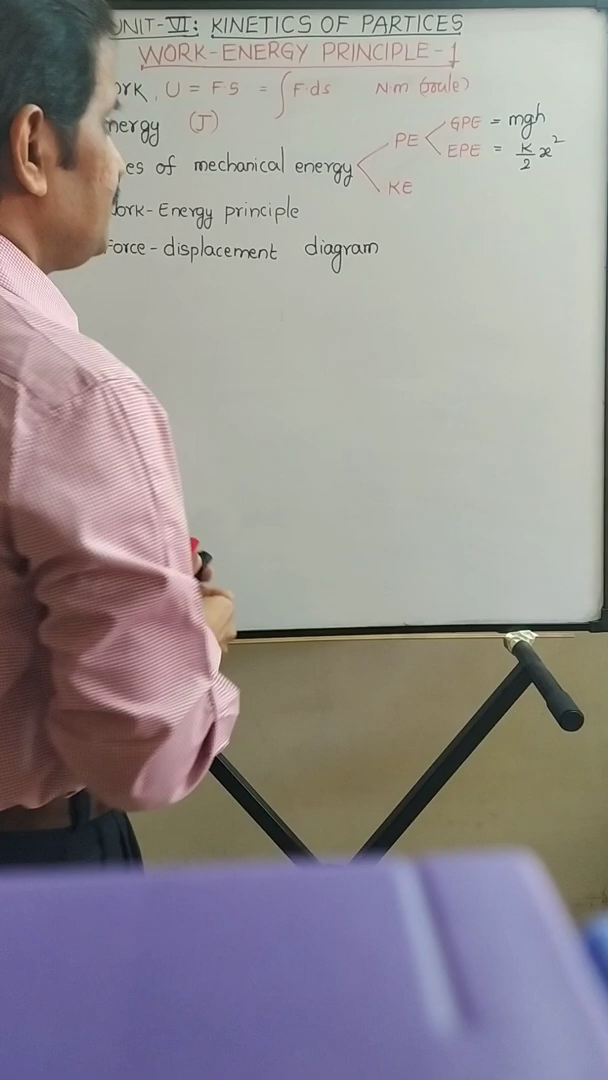 UNIT-VI: KINETICS OF PARTICES
WORK-ENERGY PRINCIPLE-1
ork, U = F·S = ∫F·ds N·m (Joule)
nergy (J)
es of mechanical energy PE GPE = mgh
EPE = K/2 x²
KE
ork-Energy principle
Force-displacement diagram